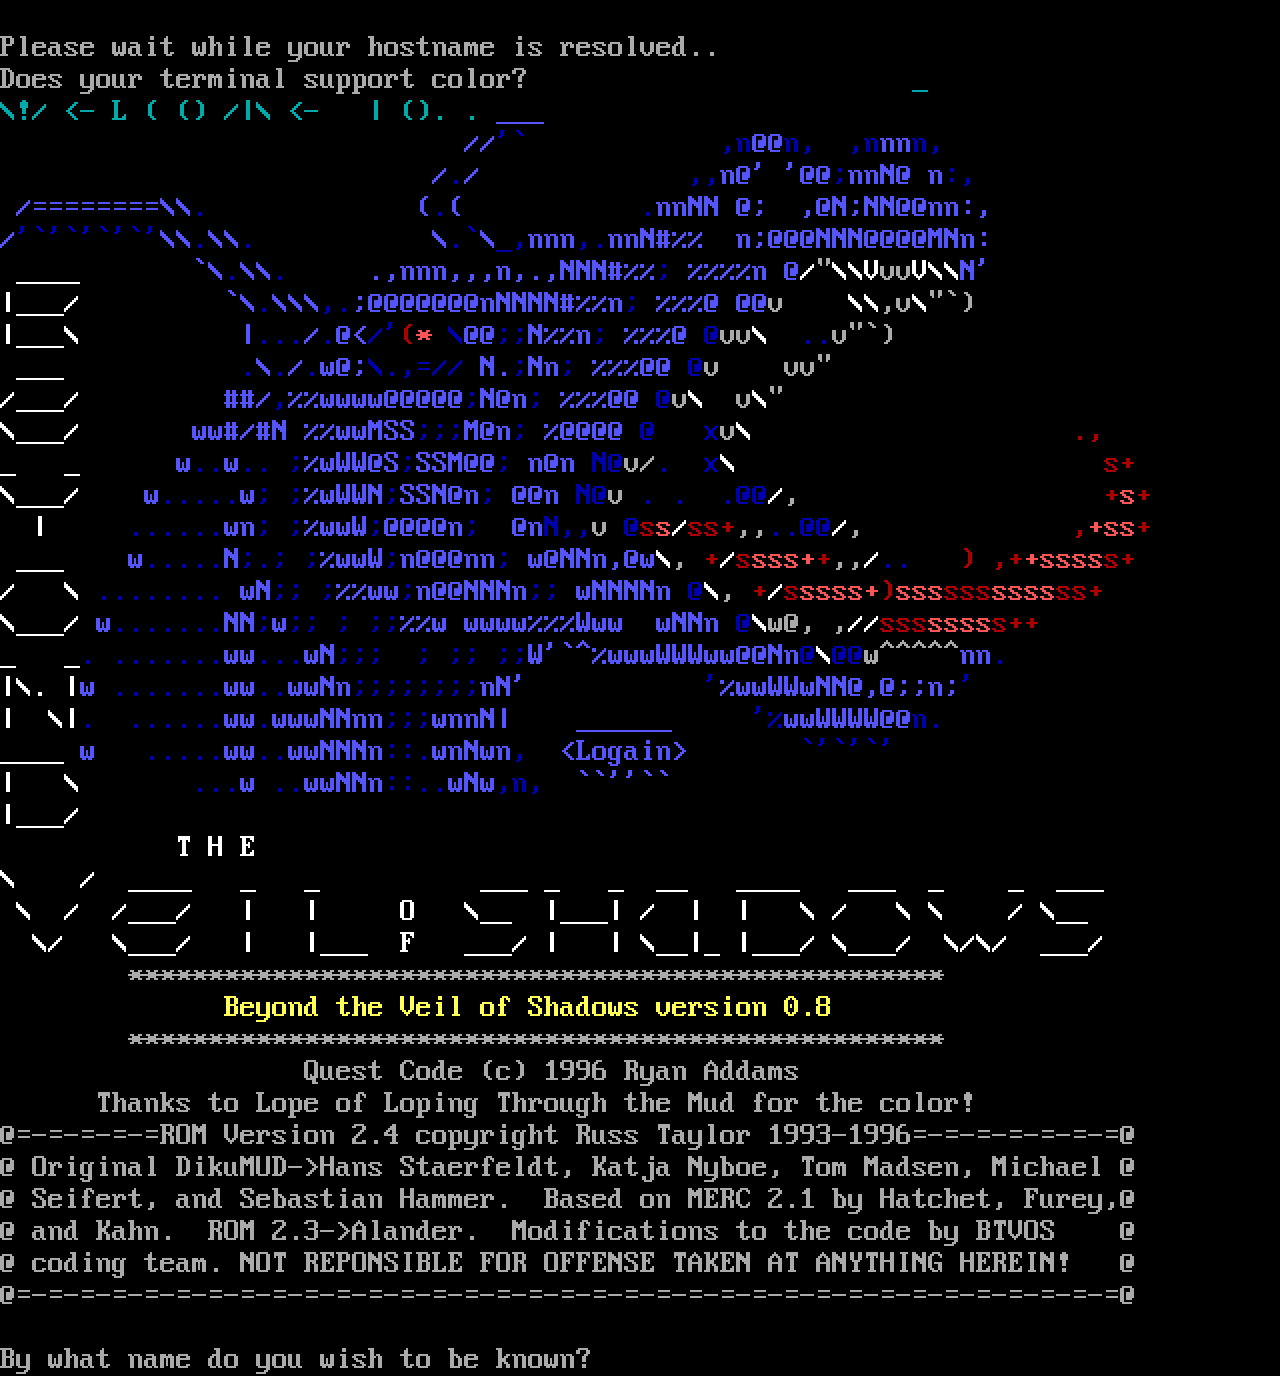 Please wait while your hostname is resolved..
Does your terminal support color?
BEYOND
<Logain>
T H E
VEIL OF SHADOWS
***************************************************
Beyond the Veil of Shadows version 0.8
***************************************************
Quest Code (c) 1996 Ryan Addams
Thanks to Lope of Loping Through the Mud for the color!
@=-=-=-=-=ROM Version 2.4 copyright Russ Taylor 1993-1996=-=-=-=-=-=-=@
@ Original DikuMUD->Hans Staerfeldt, Katja Nyboe, Tom Madsen, Michael @
@ Seifert, and Sebastian Hammer.  Based on MERC 2.1 by Hatchet, Furey,@
@ and Kahn.  ROM 2.3->Alander.  Modifications to the code by BTVOS    @
@ coding team. NOT REPONSIBLE FOR OFFENSE TAKEN AT ANYTHING HEREIN!   @
@=-=-=-=-=-=-=-=-=-=-=-=-=-=-=-=-=-=-=-=-=-=-=-=-=-=-=-=-=-=-=-=-=-=-=@
By what name do you wish to be known?